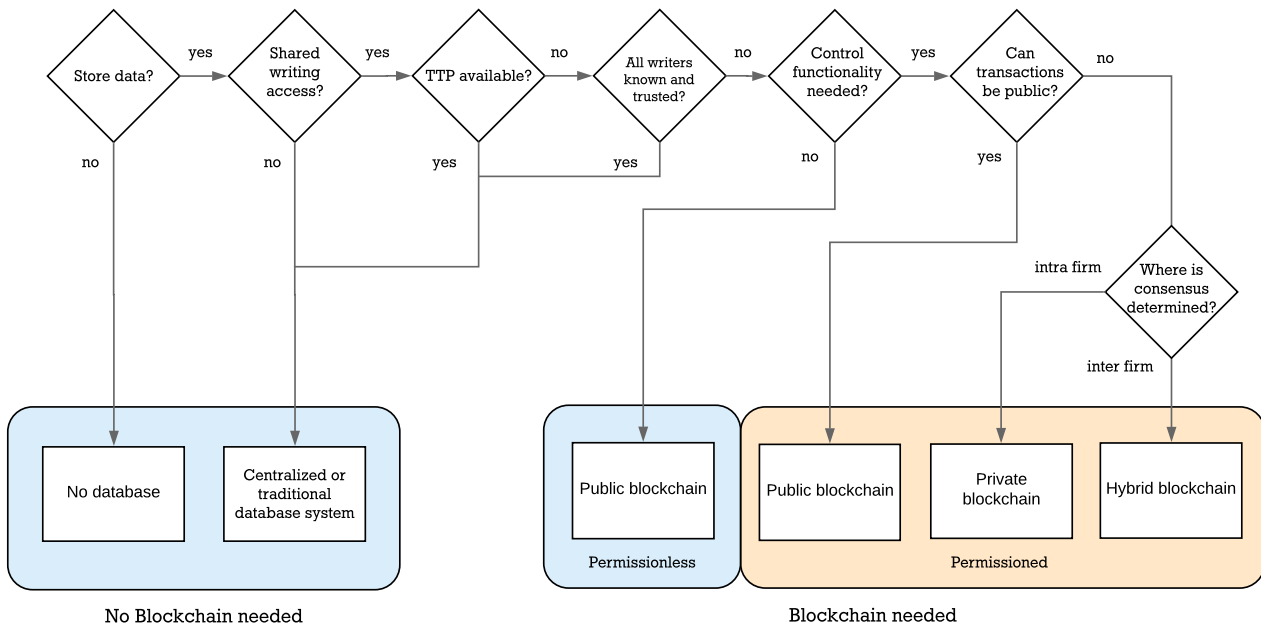 Store data?
yes
no
Shared
writing
access?
yes
no
TTP available?
no
yes
All writers
known and
trusted?
no
yes
Control
functionality
needed?
yes
no
Can
transactions
be public?
no
yes
Where is
consensus
determined?
intra firm
inter firm
No database
Centralized or
traditional
database system
Public blockchain
Permissionless
Public blockchain
Private
blockchain
Hybrid blockchain
Permissioned
No Blockchain needed
Blockchain needed